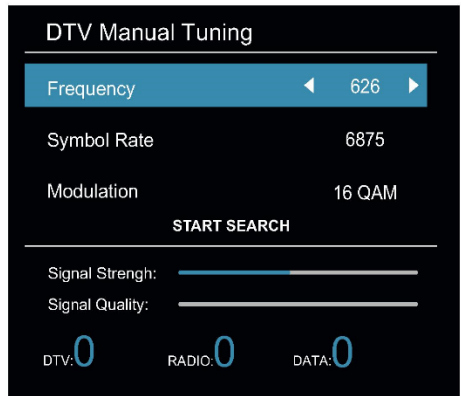 DTV Manual Tuning
Frequency 626
Symbol Rate 6875
Modulation 16 QAM
START SEARCH
Signal Strengh:
Signal Quality:
DTV:0 RADIO:0 DATA:0